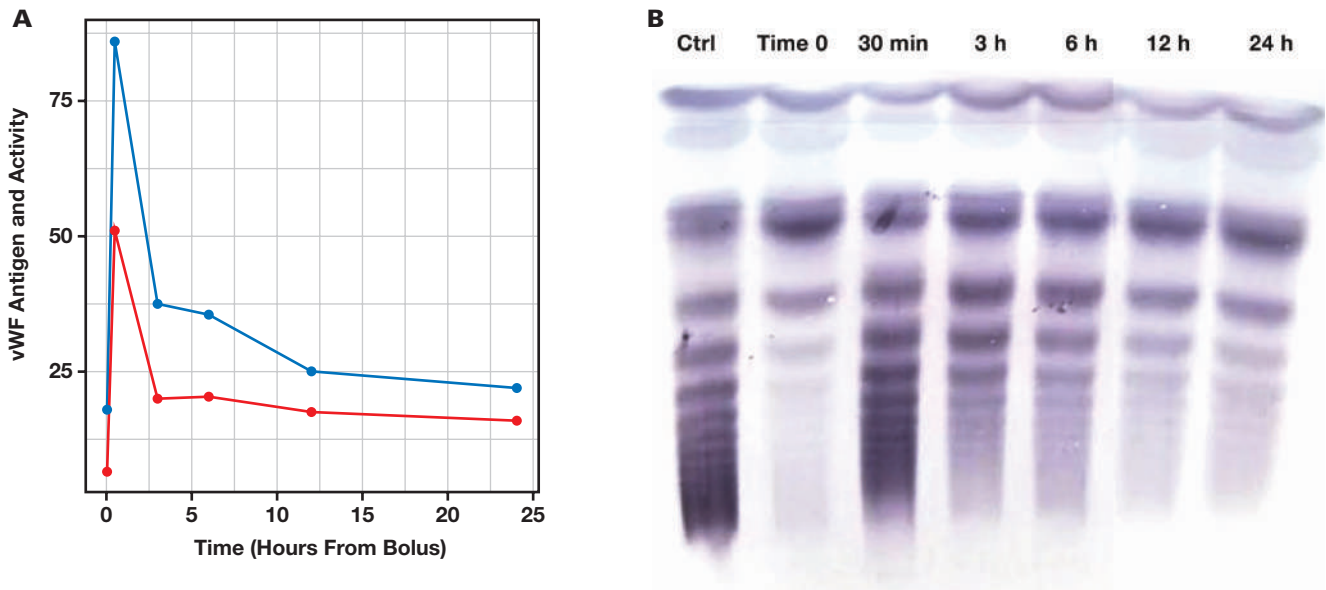 A
vWF Antigen and Activity
75
50
25
0 5 10 15 20 25
Time (Hours From Bolus)
B
Ctrl Time 0 30 min 3 h 6 h 12 h 24 h